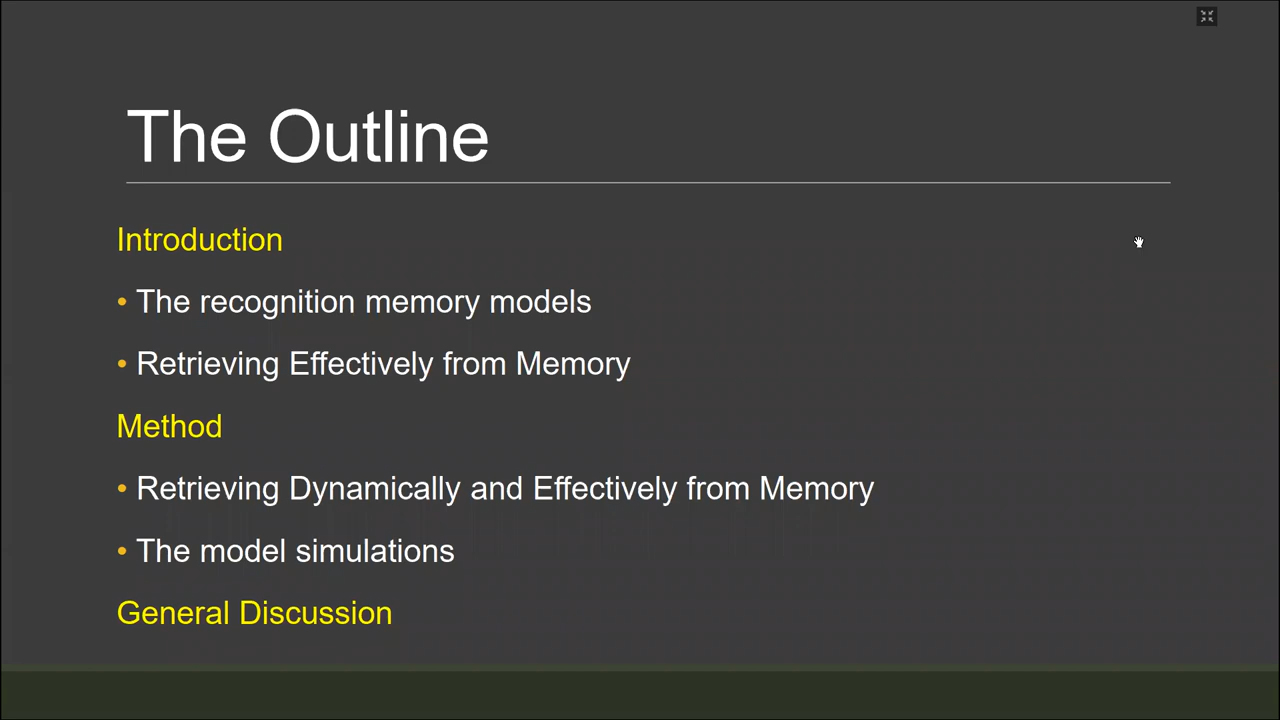 The Outline
Introduction
• The recognition memory models
• Retrieving Effectively from Memory
Method
• Retrieving Dynamically and Effectively from Memory
• The model simulations
General Discussion